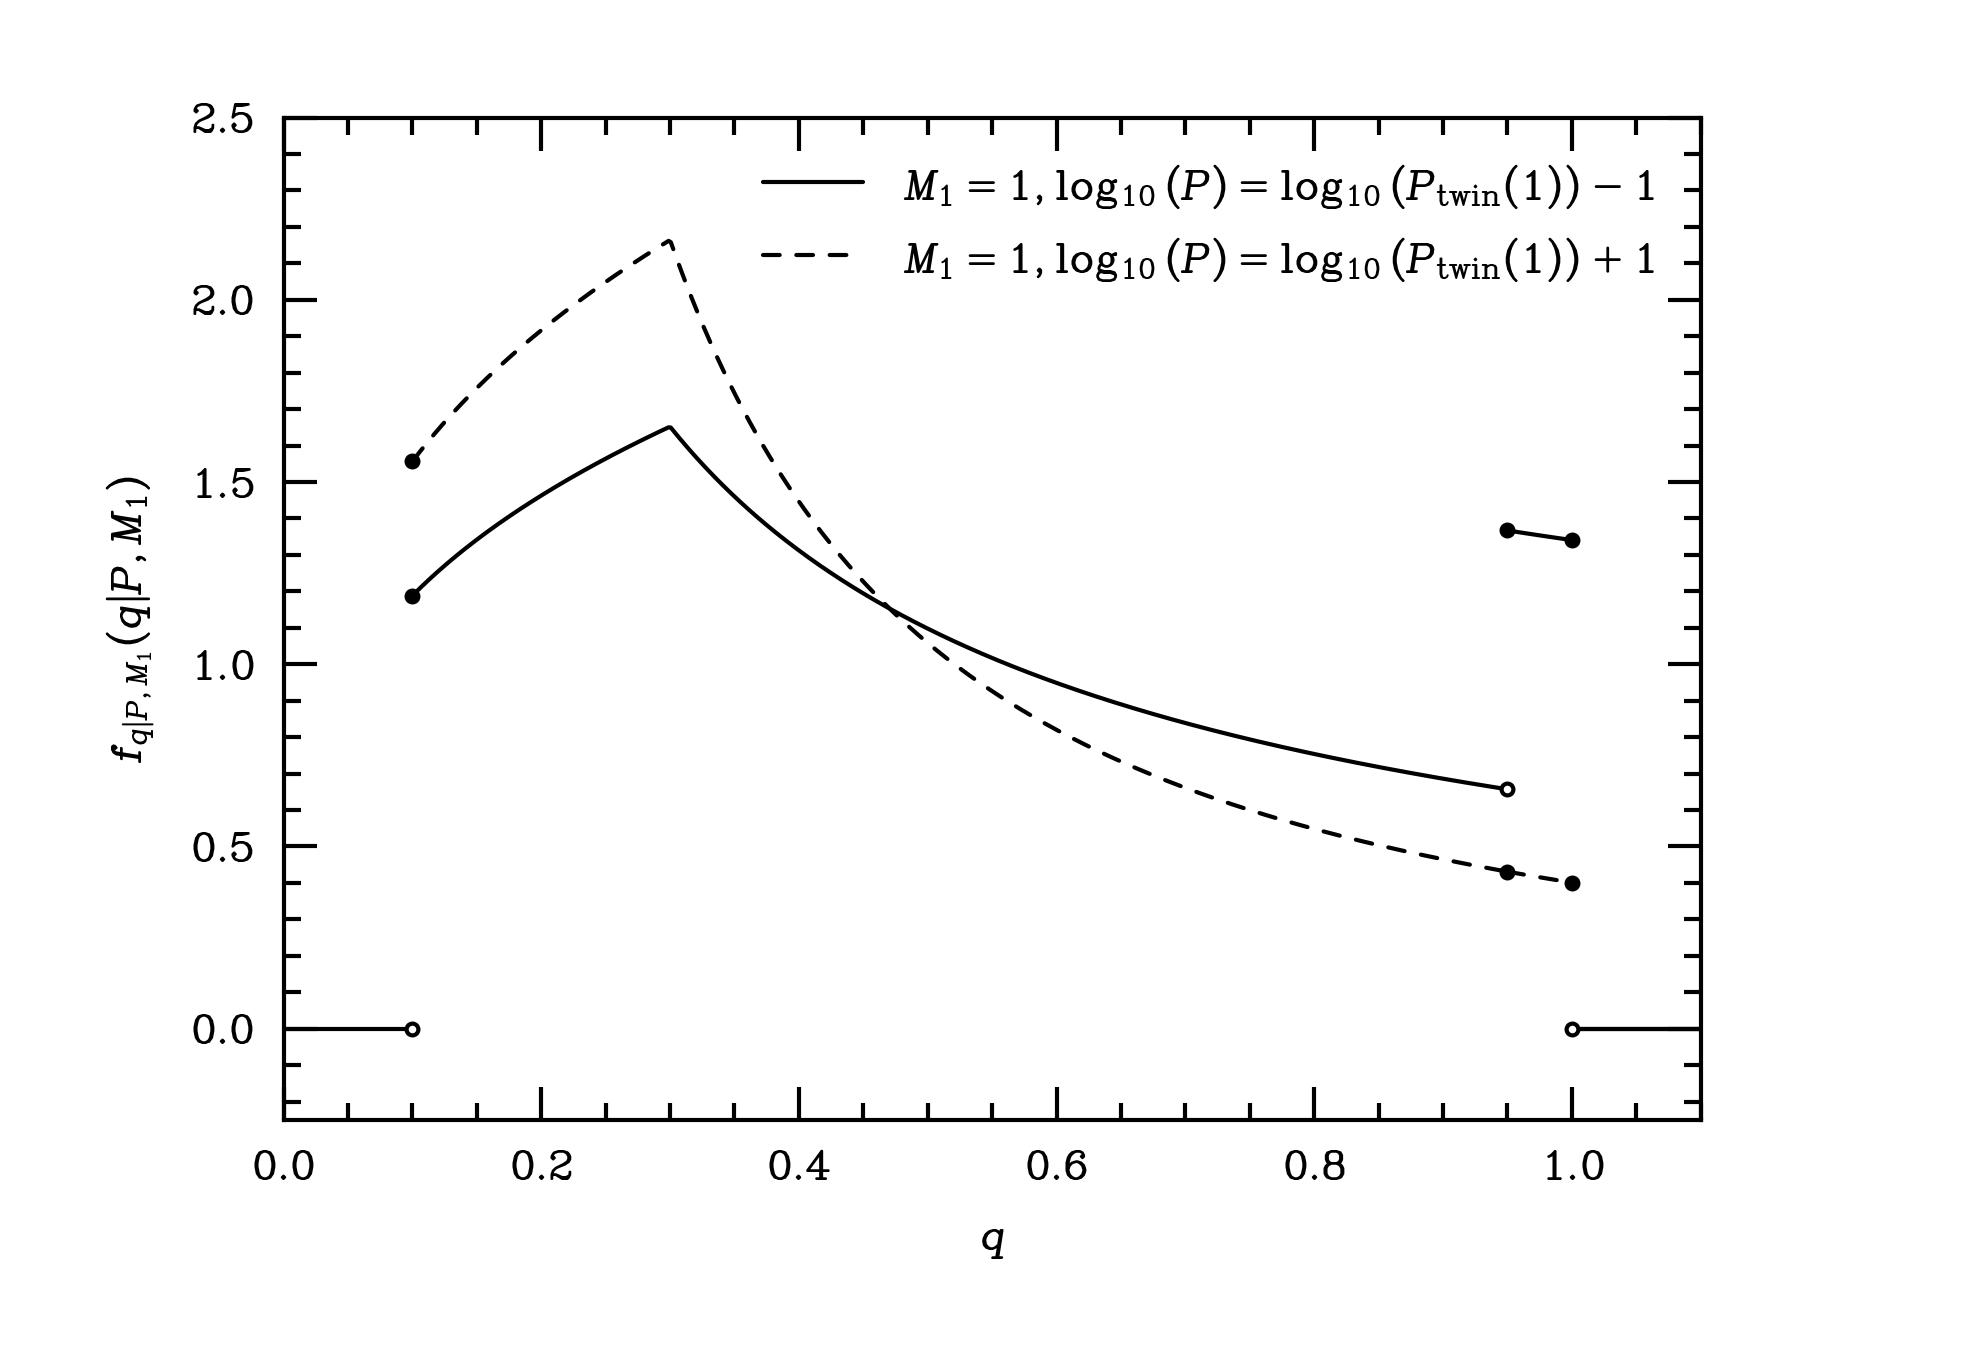 2.5
2.0
1.5
1.0
0.5
0.0
f_{q|P, M_1}(q|P, M_1)
M_1 = 1, log_{10} (P) = log_{10} (P_{twin}(1)) − 1
M_1 = 1, log_{10} (P) = log_{10} (P_{twin}(1)) + 1
0.0 0.2 0.4 0.6 0.8 1.0
q